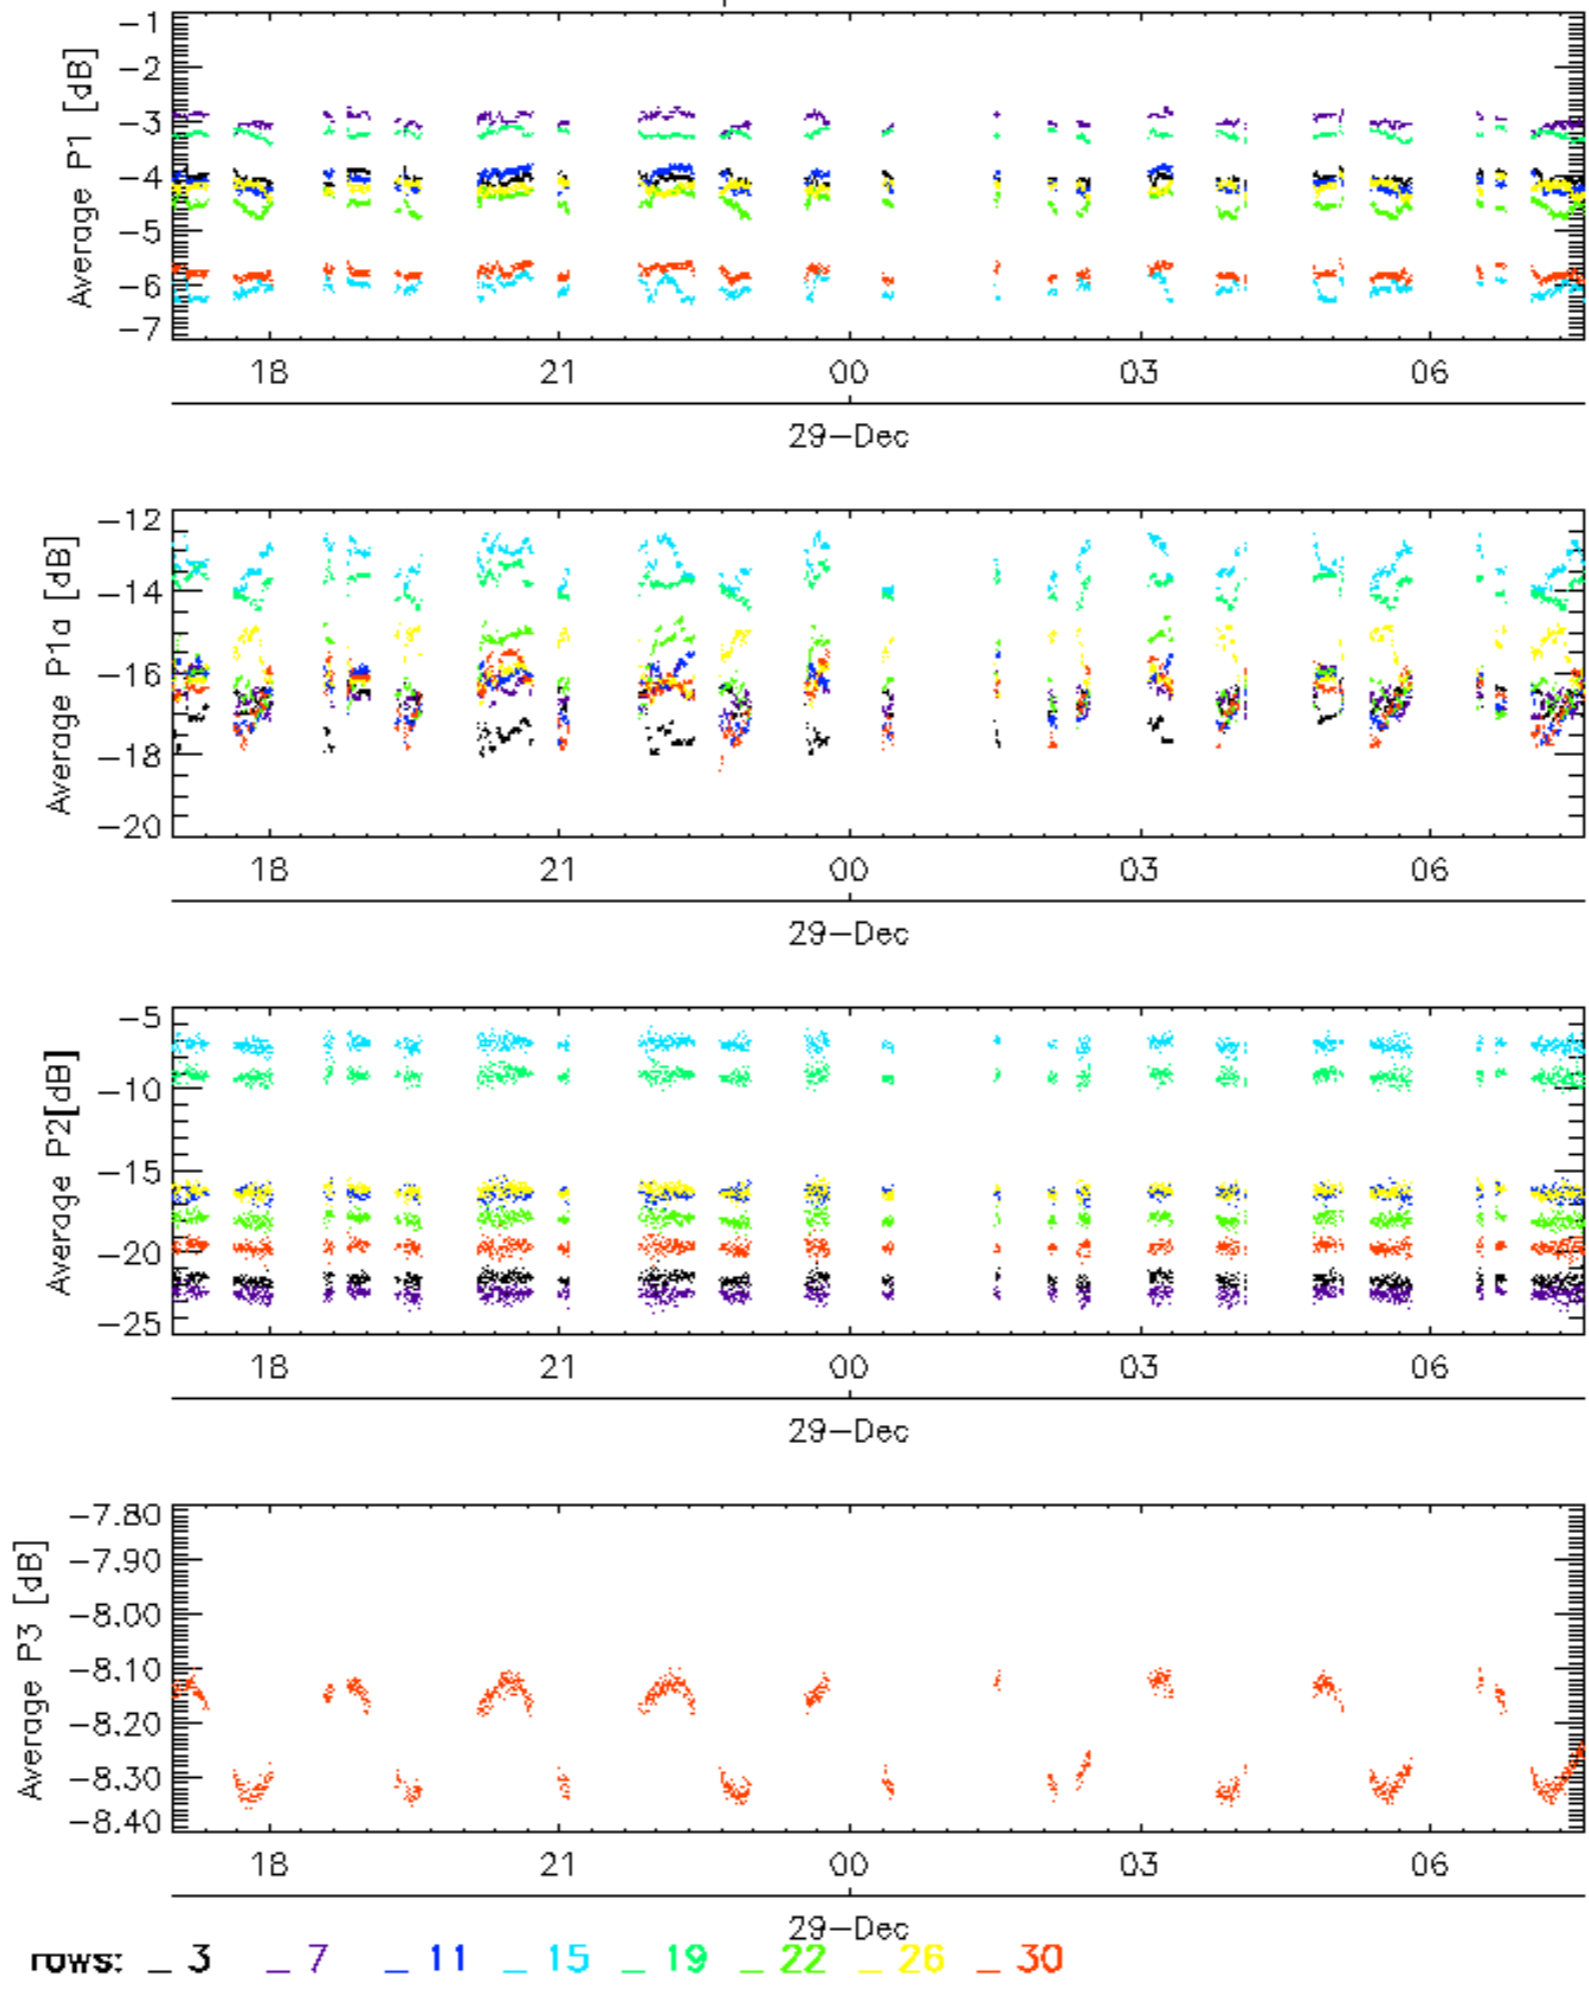 Average P1 [dB]
−1
−2
−3
−4
−5
−6
−7
18 21 00 03 06
29−Dec
Average P1a [dB]
−12
−14
−16
−18
−20
18 21 00 03 06
29−Dec
Average P2[dB]
−5
−10
−15
−20
−25
18 21 00 03 06
29−Dec
Average P3 [dB]
−7.80
−7.90
−8.00
−8.10
−8.20
−8.30
−8.40
18 21 00 03 06
29−Dec
rows: _ 3 _ 7 _ 11 _ 15 _ 19 _ 22 _ 26 _ 30